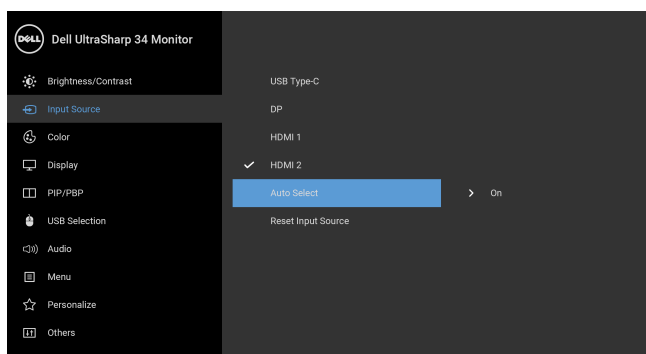 DELL Dell UltraSharp 34 Monitor
Brightness/Contrast
USB Type-C
Input Source
DP
Color
HDMI 1
Display
HDMI 2
PIP/PBP
Auto Select
On
USB Selection
Reset Input Source
Audio
Menu
Personalize
Others